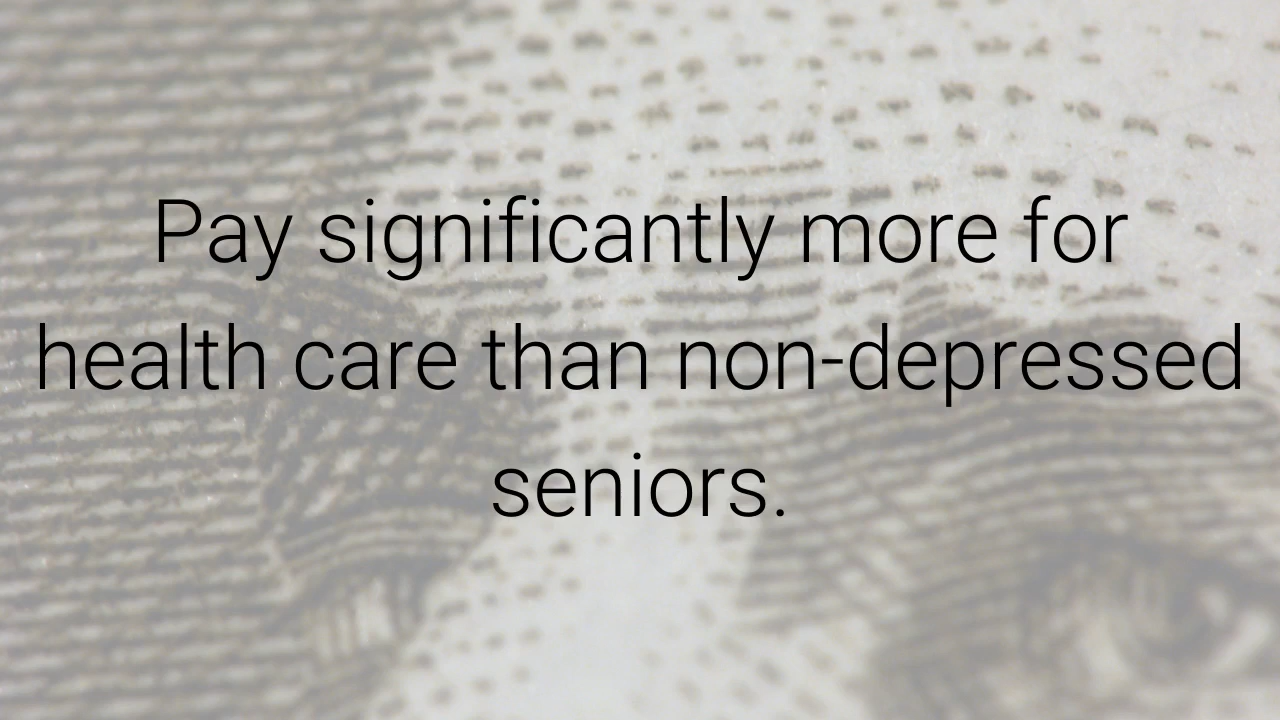 Pay significantly more for
health care than non-depressed
seniors.